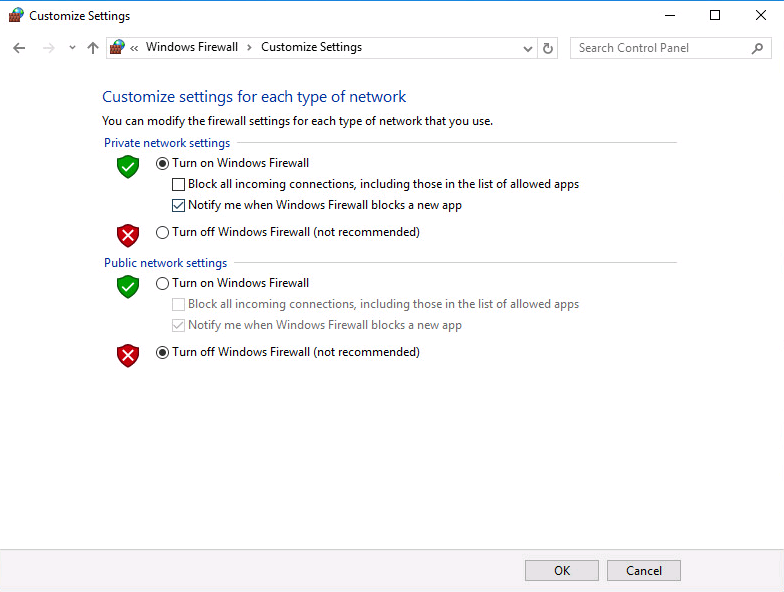 Customize Settings
« Windows Firewall › Customize Settings
Search Control Panel
Customize settings for each type of network
You can modify the firewall settings for each type of network that you use.
Private network settings
Turn on Windows Firewall
Block all incoming connections, including those in the list of allowed apps
Notify me when Windows Firewall blocks a new app
Turn off Windows Firewall (not recommended)
Public network settings
Turn on Windows Firewall
Block all incoming connections, including those in the list of allowed apps
Notify me when Windows Firewall blocks a new app
Turn off Windows Firewall (not recommended)
OK
Cancel